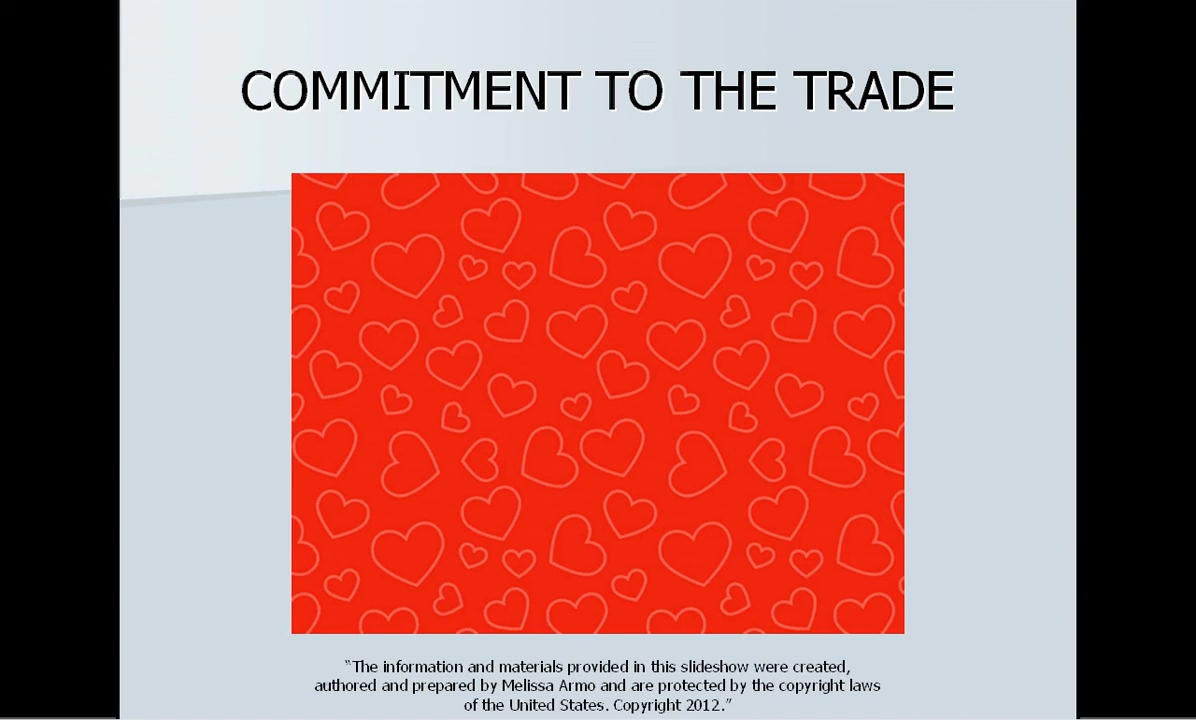 COMMITMENT TO THE TRADE
“The information and materials provided in this slideshow were created,
authored and prepared by Melissa Armo and are protected by the copyright laws
of the United States. Copyright 2012.”